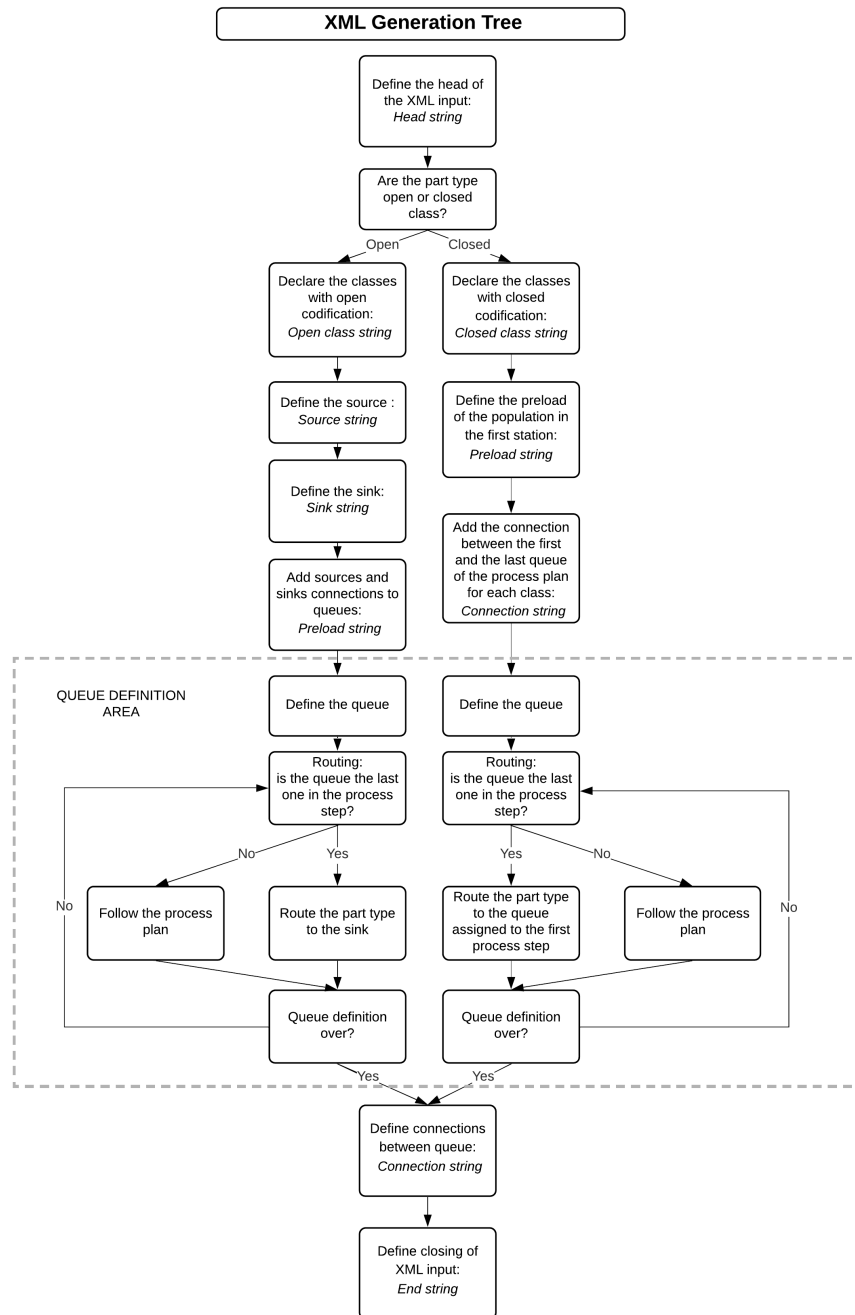 XML Generation Tree
Define the head of
the XML input:
Head string
Are the part type
open or closed
class?
Open
Closed
Declare the classes
with open
codification:
Open class string
Declare the classes
with closed
codification:
Closed class string
Define the source :
Source string
Define the preload
of the population in
the first station:
Preload string
Define the sink:
Sink string
Add the connection
between the first
and the last queue
of the process plan
for each class:
Connection string
Add sources and
sinks connections to
queues:
Preload string
QUEUE DEFINITION
AREA
Define the queue
Define the queue
Routing:
is the queue the last
one in the process
step?
Routing:
is the queue the last
one in the process
step?
No
Yes
Yes
No
No
Follow the process
plan
Route the part type
to the sink
Route the part type
to the queue
assigned to the first
process step
Follow the process
plan
No
Queue definition
over?
Queue definition
over?
Yes
Yes
Define connections
between queue:
Connection string
Define closing of
XML input:
End string